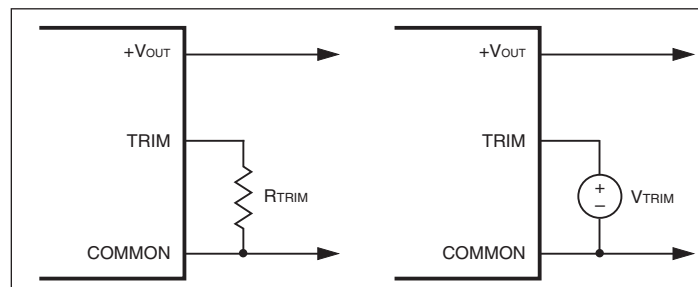 +VOUT
TRIM
RTRIM
COMMON
+VOUT
TRIM
+
–
VTRIM
COMMON